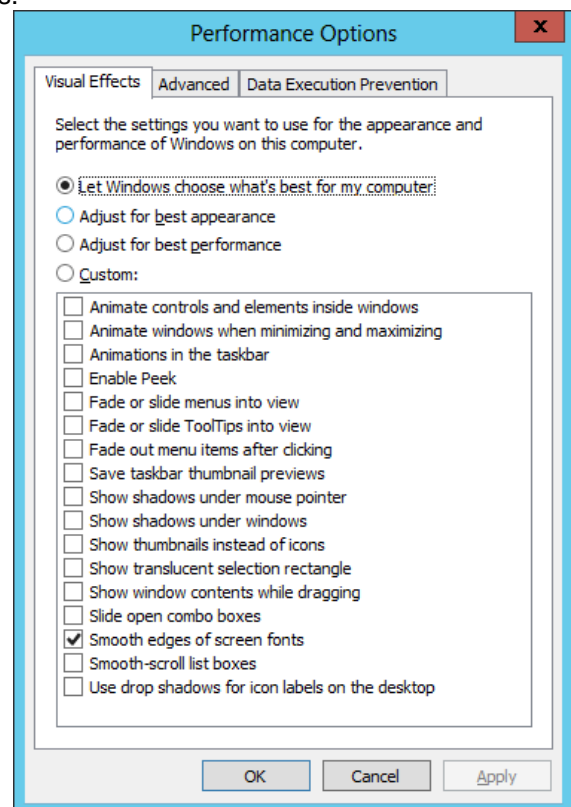 s.
Performance Options
x
Visual Effects
Advanced
Data Execution Prevention
Select the settings you want to use for the appearance and
performance of Windows on this computer.
Let Windows choose what's best for my computer
Adjust for best appearance
Adjust for best performance
Custom:
Animate controls and elements inside windows
Animate windows when minimizing and maximizing
Animations in the taskbar
Enable Peek
Fade or slide menus into view
Fade or slide ToolTips into view
Fade out menu items after clicking
Save taskbar thumbnail previews
Show shadows under mouse pointer
Show shadows under windows
Show thumbnails instead of icons
Show translucent selection rectangle
Show window contents while dragging
Slide open combo boxes
Smooth edges of screen fonts
Smooth-scroll list boxes
Use drop shadows for icon labels on the desktop
OK
Cancel
Apply